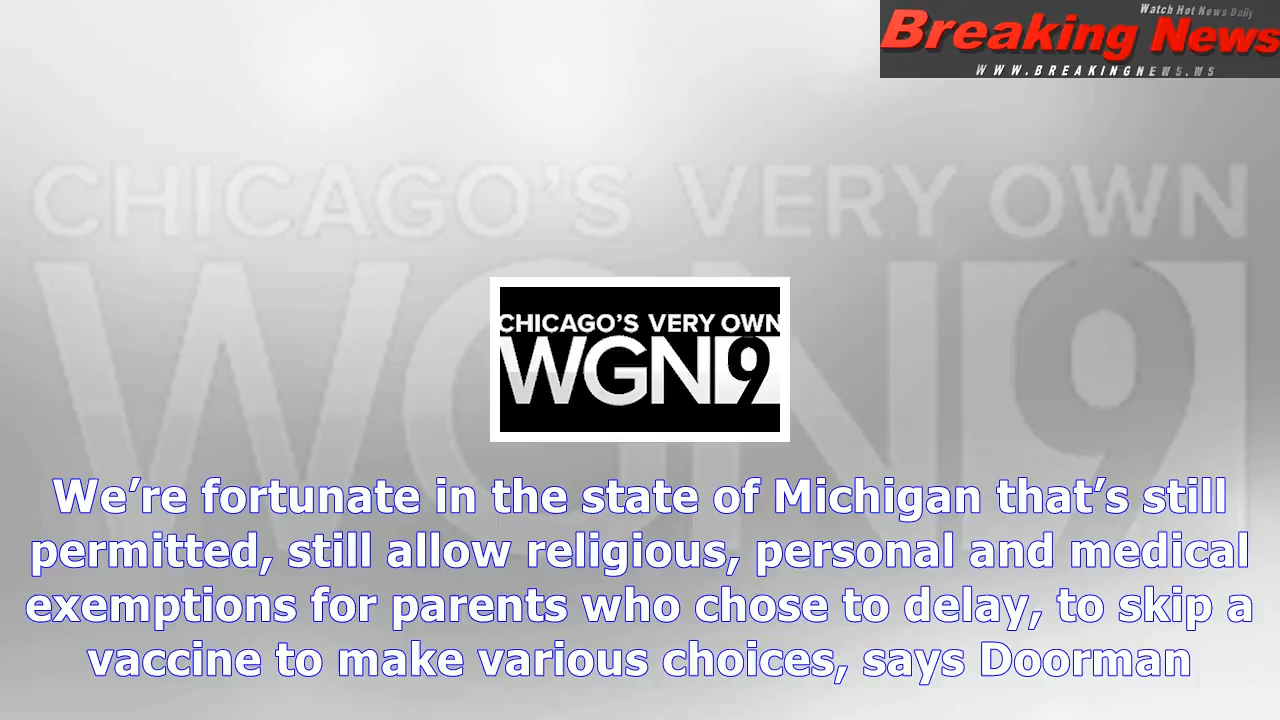 Watch Hot News Daily
Breaking News
WWW.BREAKINGNEWS.WS
CHICAGO'S VERY OWN
WGN9
CHICAGO'S VERY OWN
WGN9
We’re fortunate in the state of Michigan that’s still
permitted, still allow religious, personal and medical
exemptions for parents who chose to delay, to skip a
vaccine to make various choices, says Doorman